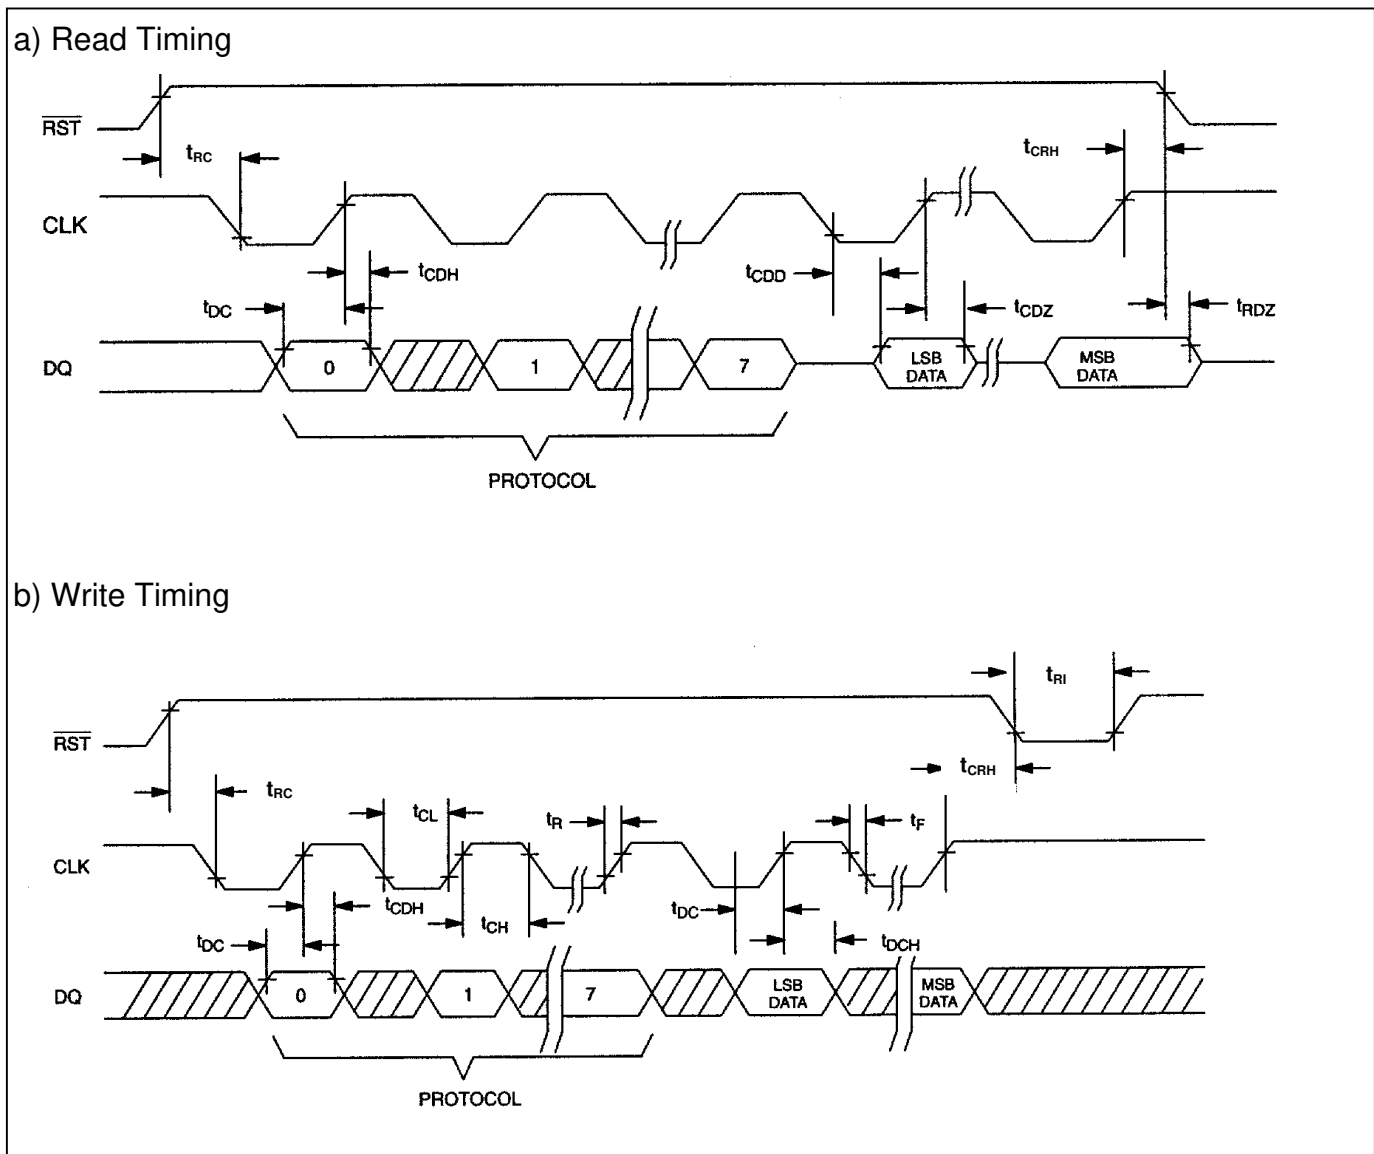 a) Read Timing
RST
tRC
tCRH
CLK
tCDH
tCDD
tDC
tCDZ
tRDZ
DQ
0
1
7
LSB
DATA
MSB
DATA
PROTOCOL
b) Write Timing
tRI
RST
tCRH
tRC
tCL
tR
tF
CLK
tCDH
tCH
tDC
tDC
tDCH
DQ
0
1
7
LSB
DATA
MSB
DATA
PROTOCOL